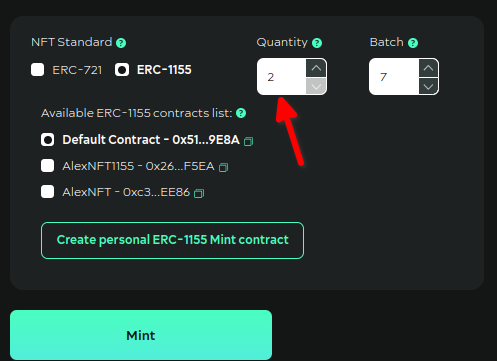 NFT Standard ? Quantity ? Batch ?
ERC-721 ERC-1155 2 7
Available ERC-1155 contracts list: ?
Default Contract - 0x51...9E8A
AlexNFT1155 - 0x26...F5EA
AlexNFT - 0xc3...EE86
Create personal ERC-1155 Mint contract
Mint